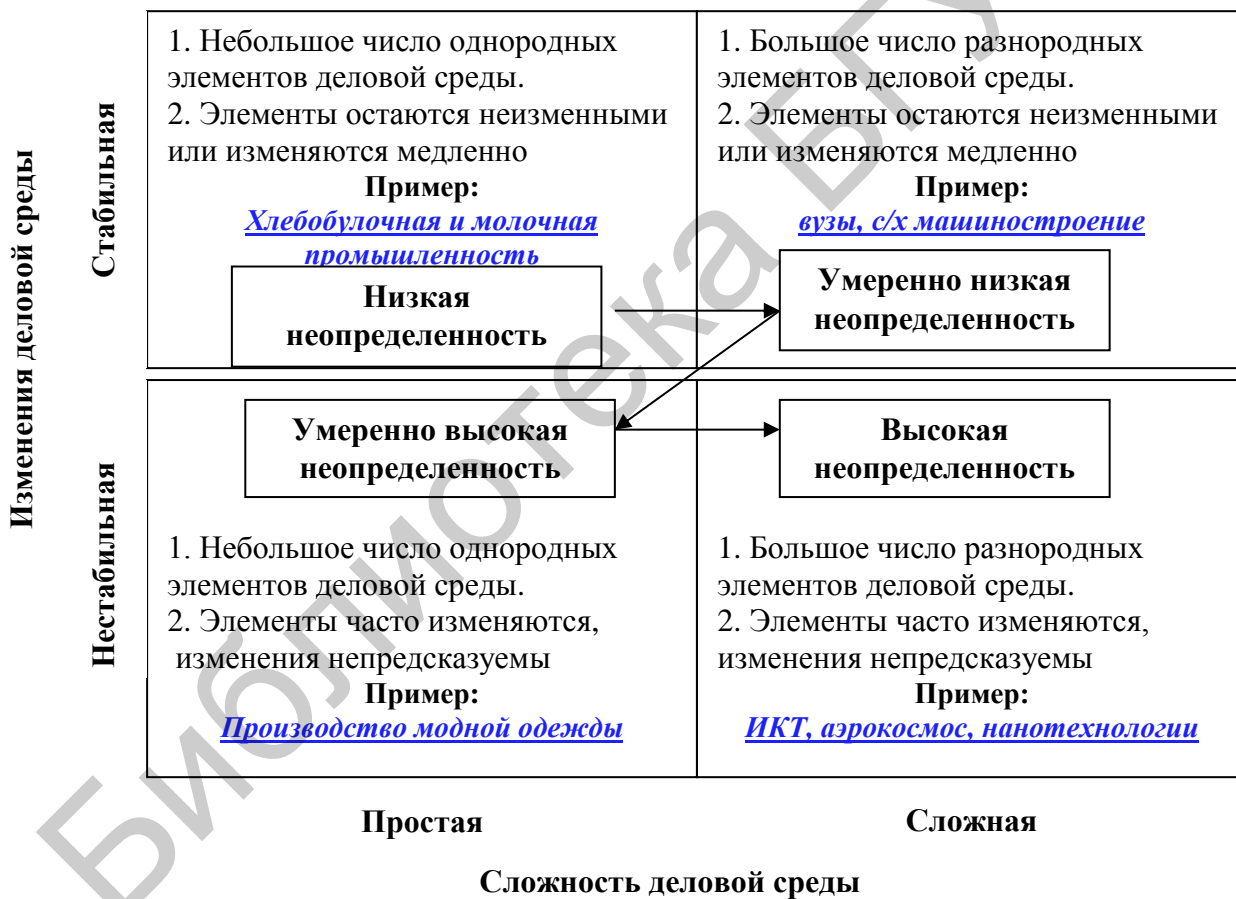 Изменения деловой среды
Стабильная
1. Небольшое число однородных
элементов деловой среды.
2. Элементы остаются неизменными
или изменяются медленно
Пример:
Хлебобулочная и молочная
промышленность
Низкая
неопределенность
1. Большое число разнородных
элементов деловой среды.
2. Элементы остаются неизменными
или изменяются медленно
Пример:
вузы, с/х машиностроение
Умеренно низкая
неопределенность
Нестабильная
Умеренно высокая
неопределенность
1. Небольшое число однородных
элементов деловой среды.
2. Элементы часто изменяются,
изменения непредсказуемы
Пример:
Производство модной одежды
Высокая
неопределенность
1. Большое число разнородных
элементов деловой среды.
2. Элементы часто изменяются,
изменения непредсказуемы
Пример:
ИКТ, аэрокосмос, нанотехнологии
Простая
Сложная
Сложность деловой среды
Библиотека БГУ